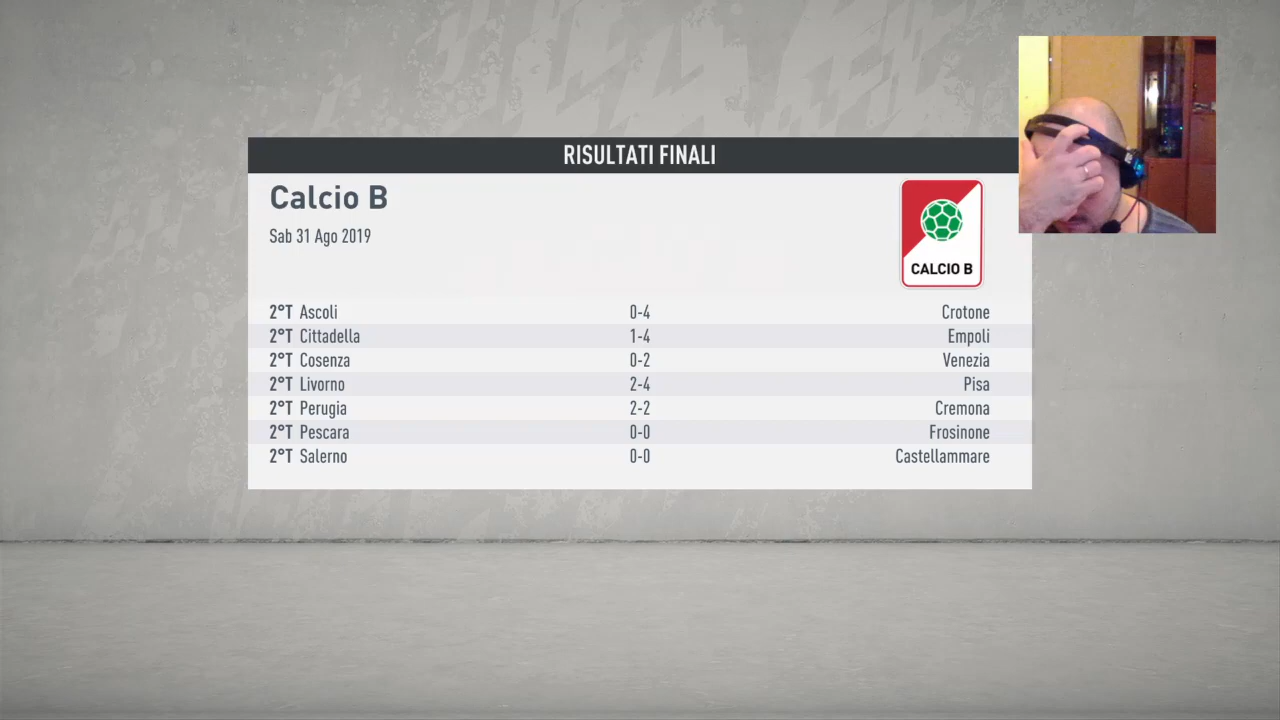 RISULTATI FINALI
Calcio B
Sab 31 Ago 2019
CALCIO B
2°T Ascoli 0-4 Crotone
2°T Cittadella 1-4 Empoli
2°T Cosenza 0-2 Venezia
2°T Livorno 2-4 Pisa
2°T Perugia 2-2 Cremona
2°T Pescara 0-0 Frosinone
2°T Salerno 0-0 Castellammare